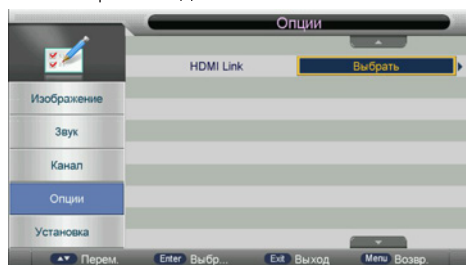 Опции
HDMI Link Выбрать
Изображение
Звук
Канал
Опции
Установка
Перем. Enter Выбр... Exit Выход Menu Возвр.